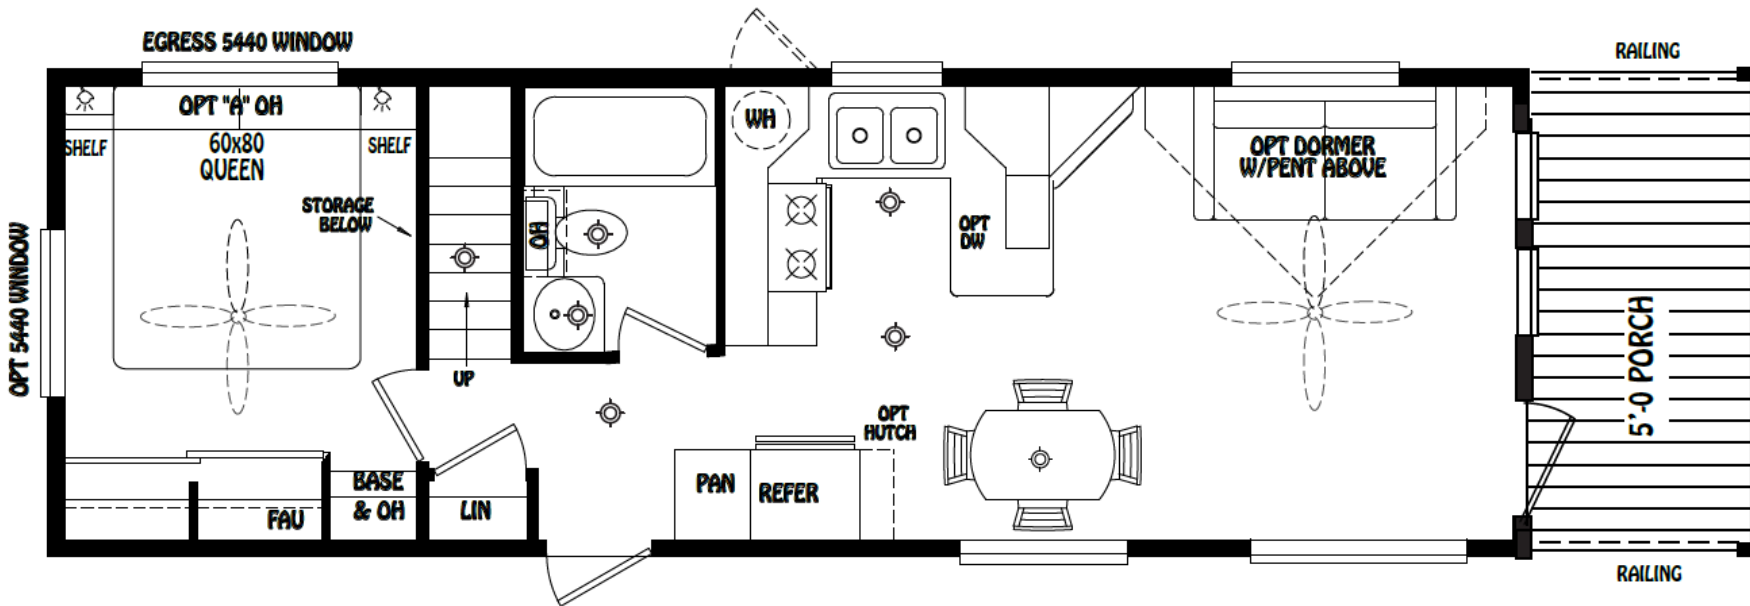 EGRESS 5440 WINDOW
RAILING
OPT "A" OH
60x80
QUEEN
SHELF
SHELF
WH
OPT DORMER
W/PENT ABOVE
STORAGE
BELOW
OH
OPT
DW
OPT 5440 WINDOW
UP
5'-0 PORCH
OPT
HUTCH
BASE
& OH
FAU
LIN
PAN
REFER
RAILING